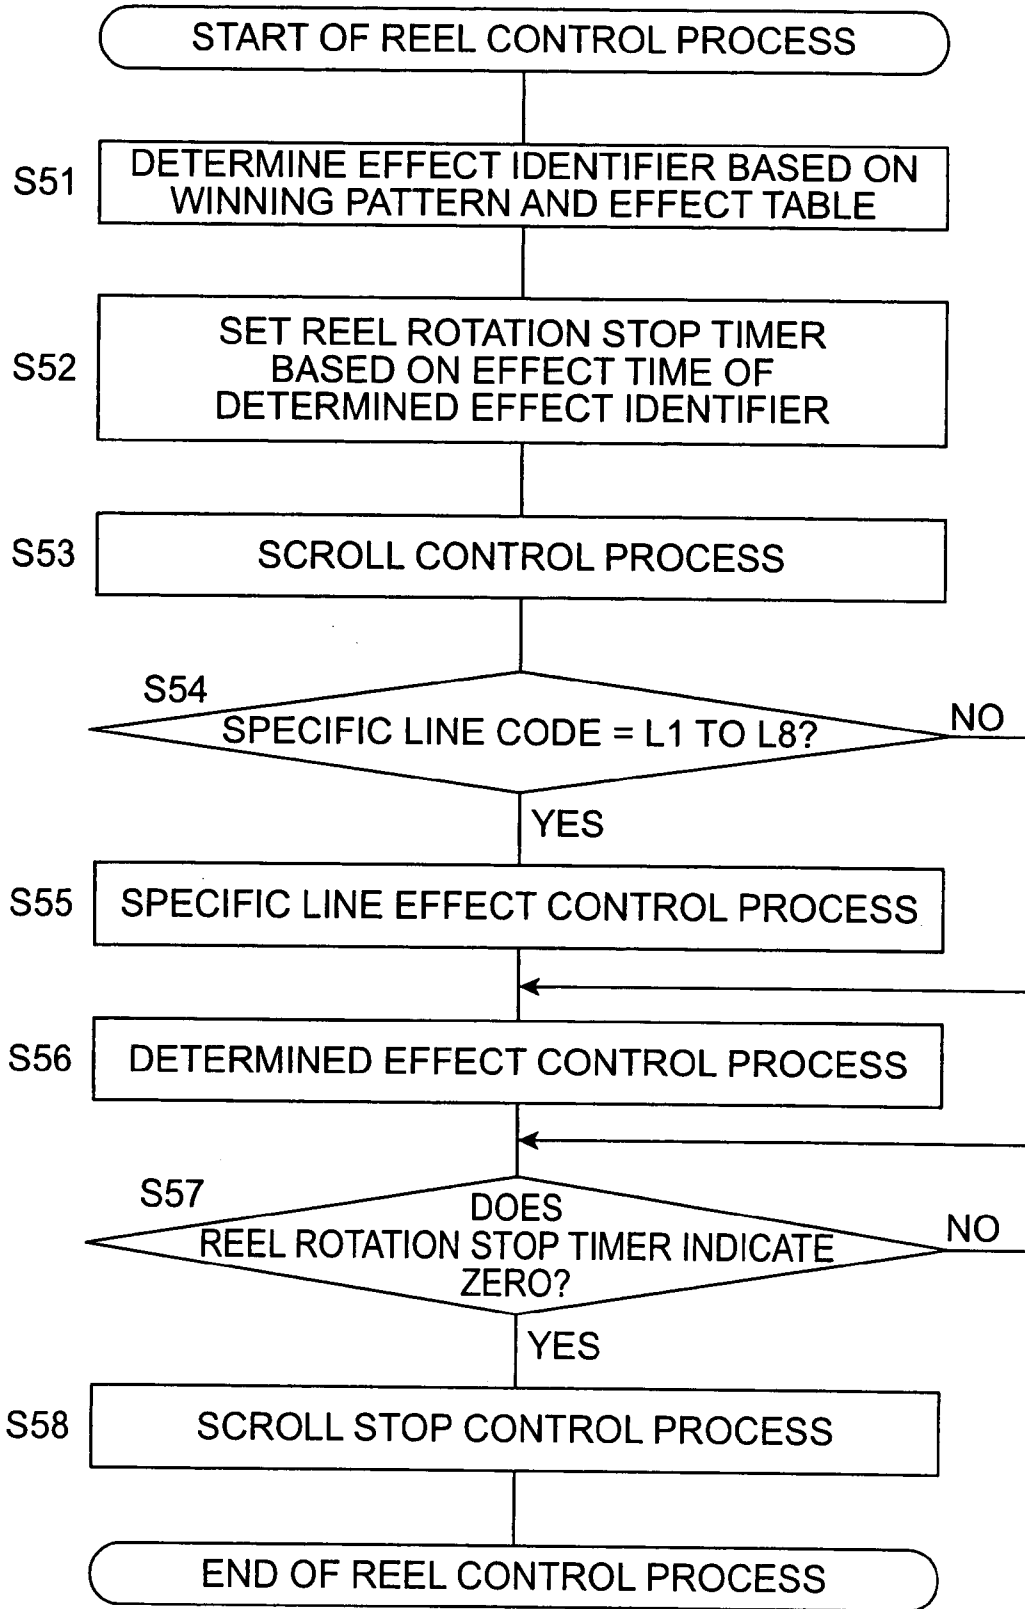 START OF REEL CONTROL PROCESS
S51
DETERMINE EFFECT IDENTIFIER BASED ON
WINNING PATTERN AND EFFECT TABLE
S52
SET REEL ROTATION STOP TIMER
BASED ON EFFECT TIME OF
DETERMINED EFFECT IDENTIFIER
S53
SCROLL CONTROL PROCESS
S54
SPECIFIC LINE CODE = L1 TO L8?
NO
YES
S55
SPECIFIC LINE EFFECT CONTROL PROCESS
S56
DETERMINED EFFECT CONTROL PROCESS
S57
DOES
REEL ROTATION STOP TIMER INDICATE
ZERO?
NO
YES
S58
SCROLL STOP CONTROL PROCESS
END OF REEL CONTROL PROCESS